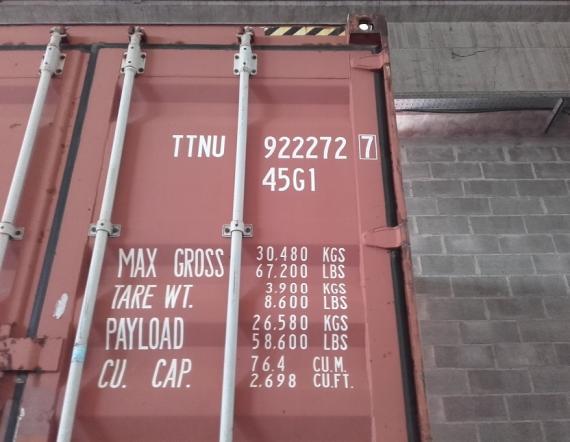 TTNU 922272 7
45G1
MAX GROSS 30.480 KGS
67.200 LBS
TARE WT. 3.900 KGS
8.600 LBS
PAYLOAD 26.580 KGS
58.600 LBS
CU. CAP. 76.4 CU.M.
2.698 CU.FT.